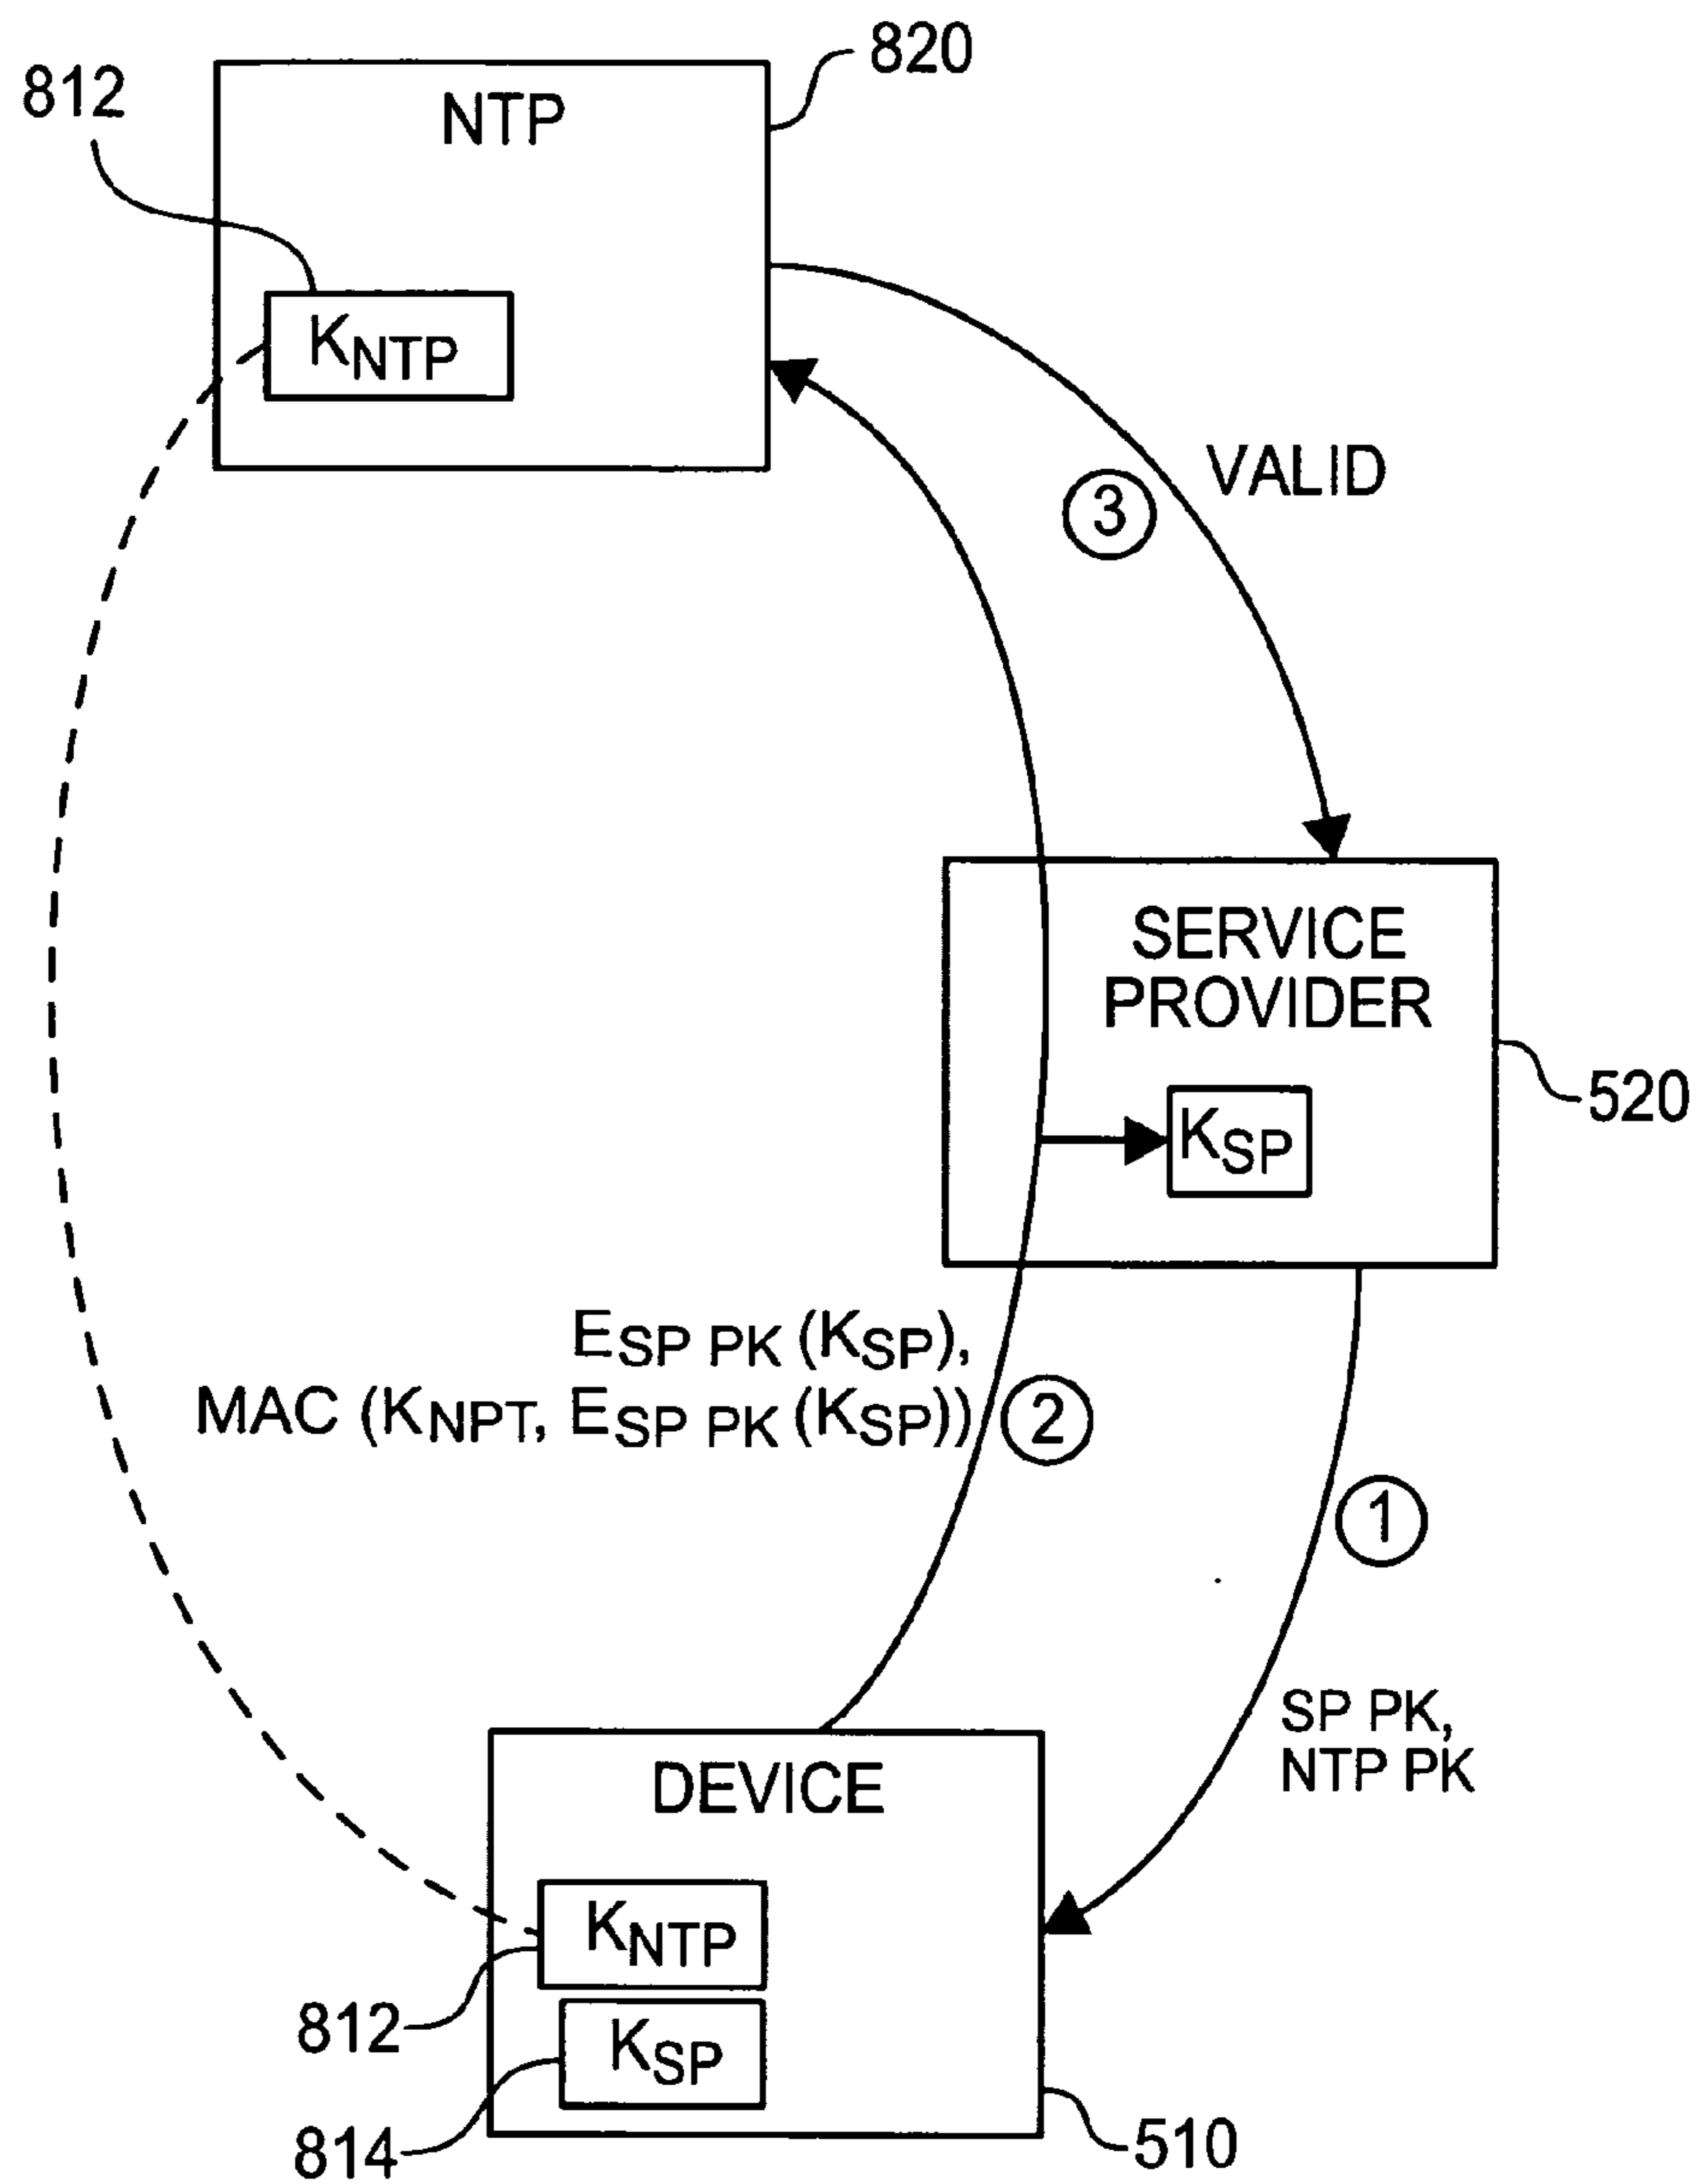 820
812
NTP
KNTP
VALID
3
SERVICE
PROVIDER
520
KSP
ESP PK (KSP),
MAC (KNPT, ESP PK (KSP))
2
1
SP PK,
NTP PK
DEVICE
KNTP
812
KSP
814
510